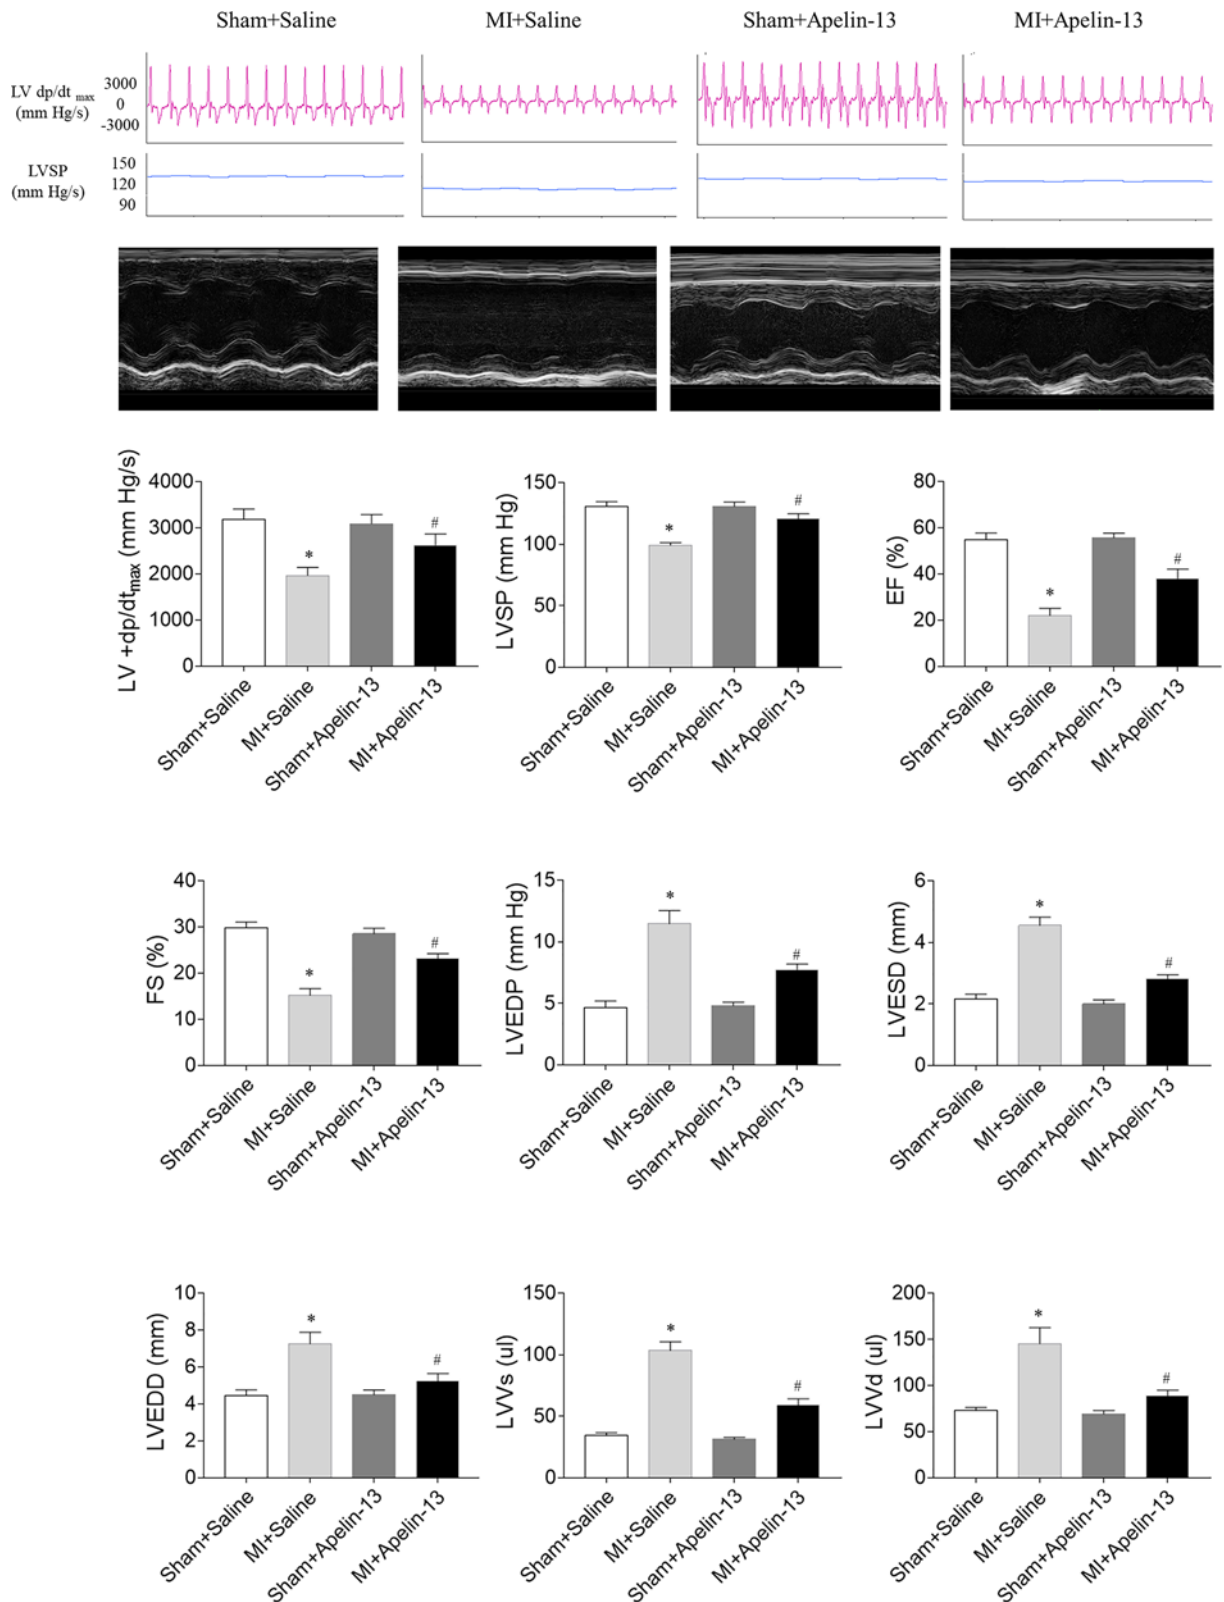 Sham+Saline MI+Saline Sham+Apelin-13 MI+Apelin-13
LV dp/dt max
(mm Hg/s)
3000
0
-3000
LVSP
(mm Hg/s)
150
120
90
LV +dp/dtmax (mm Hg/s)
4000
3000
2000
1000
0
*
#
Sham+Saline
MI+Saline
Sham+Apelin-13
MI+Apelin-13
LVSP (mm Hg)
150
100
50
0
*
#
Sham+Saline
MI+Saline
Sham+Apelin-13
MI+Apelin-13
EF (%)
80
60
40
20
0
*
#
Sham+Saline
MI+Saline
Sham+Apelin-13
MI+Apelin-13
FS (%)
40
30
20
10
0
*
#
Sham+Saline
MI+Saline
Sham+Apelin-13
MI+Apelin-13
LVEDP (mm Hg)
15
10
5
0
*
#
Sham+Saline
MI+Saline
Sham+Apelin-13
MI+Apelin-13
LVESD (mm)
6
4
2
0
*
#
Sham+Saline
MI+Saline
Sham+Apelin-13
MI+Apelin-13
LVEDD (mm)
10
8
6
4
2
0
*
#
Sham+Saline
MI+Saline
Sham+Apelin-13
MI+Apelin-13
LVVs (ul)
150
100
50
0
*
#
Sham+Saline
MI+Saline
Sham+Apelin-13
MI+Apelin-13
LVVd (ul)
200
150
100
50
0
*
#
Sham+Saline
MI+Saline
Sham+Apelin-13
MI+Apelin-13